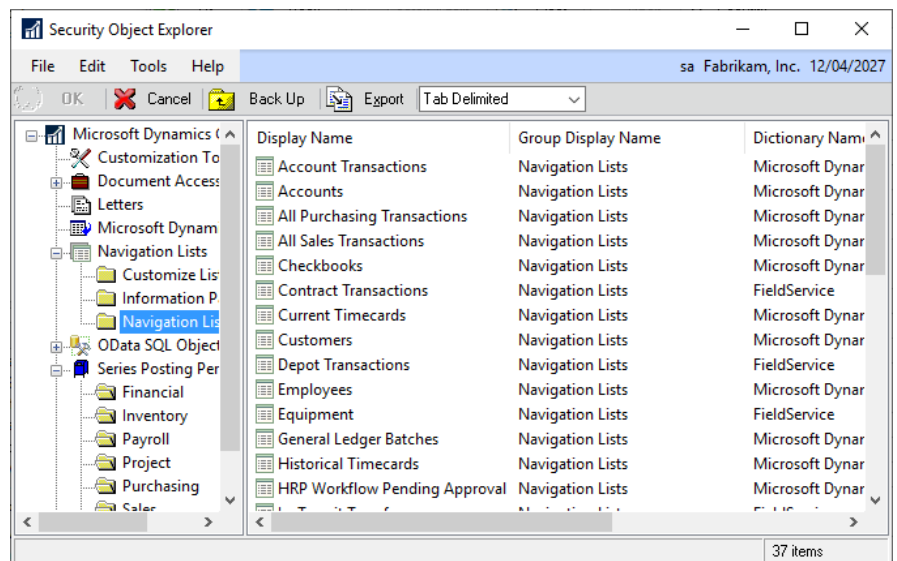 Security Object Explorer
File Edit Tools Help sa Fabrikam, Inc. 12/04/2027
OK Cancel Back Up Export Tab Delimited
Microsoft Dynamics
Customization To
Document Access
Letters
Microsoft Dynam
Navigation Lists
Customize Lis
Information P
Navigation Lis
OData SQL Object
Series Posting Per
Financial
Inventory
Payroll
Project
Purchasing
Sales
Display Name Group Display Name Dictionary Name
Account Transactions Navigation Lists Microsoft Dynar
Accounts Navigation Lists Microsoft Dynar
All Purchasing Transactions Navigation Lists Microsoft Dynar
All Sales Transactions Navigation Lists Microsoft Dynar
Checkbooks Navigation Lists Microsoft Dynar
Contract Transactions Navigation Lists FieldService
Current Timecards Navigation Lists Microsoft Dynar
Customers Navigation Lists Microsoft Dynar
Depot Transactions Navigation Lists FieldService
Employees Navigation Lists Microsoft Dynar
Equipment Navigation Lists FieldService
General Ledger Batches Navigation Lists Microsoft Dynar
Historical Timecards Navigation Lists Microsoft Dynar
HRP Workflow Pending Approval Navigation Lists Microsoft Dynar
37 items